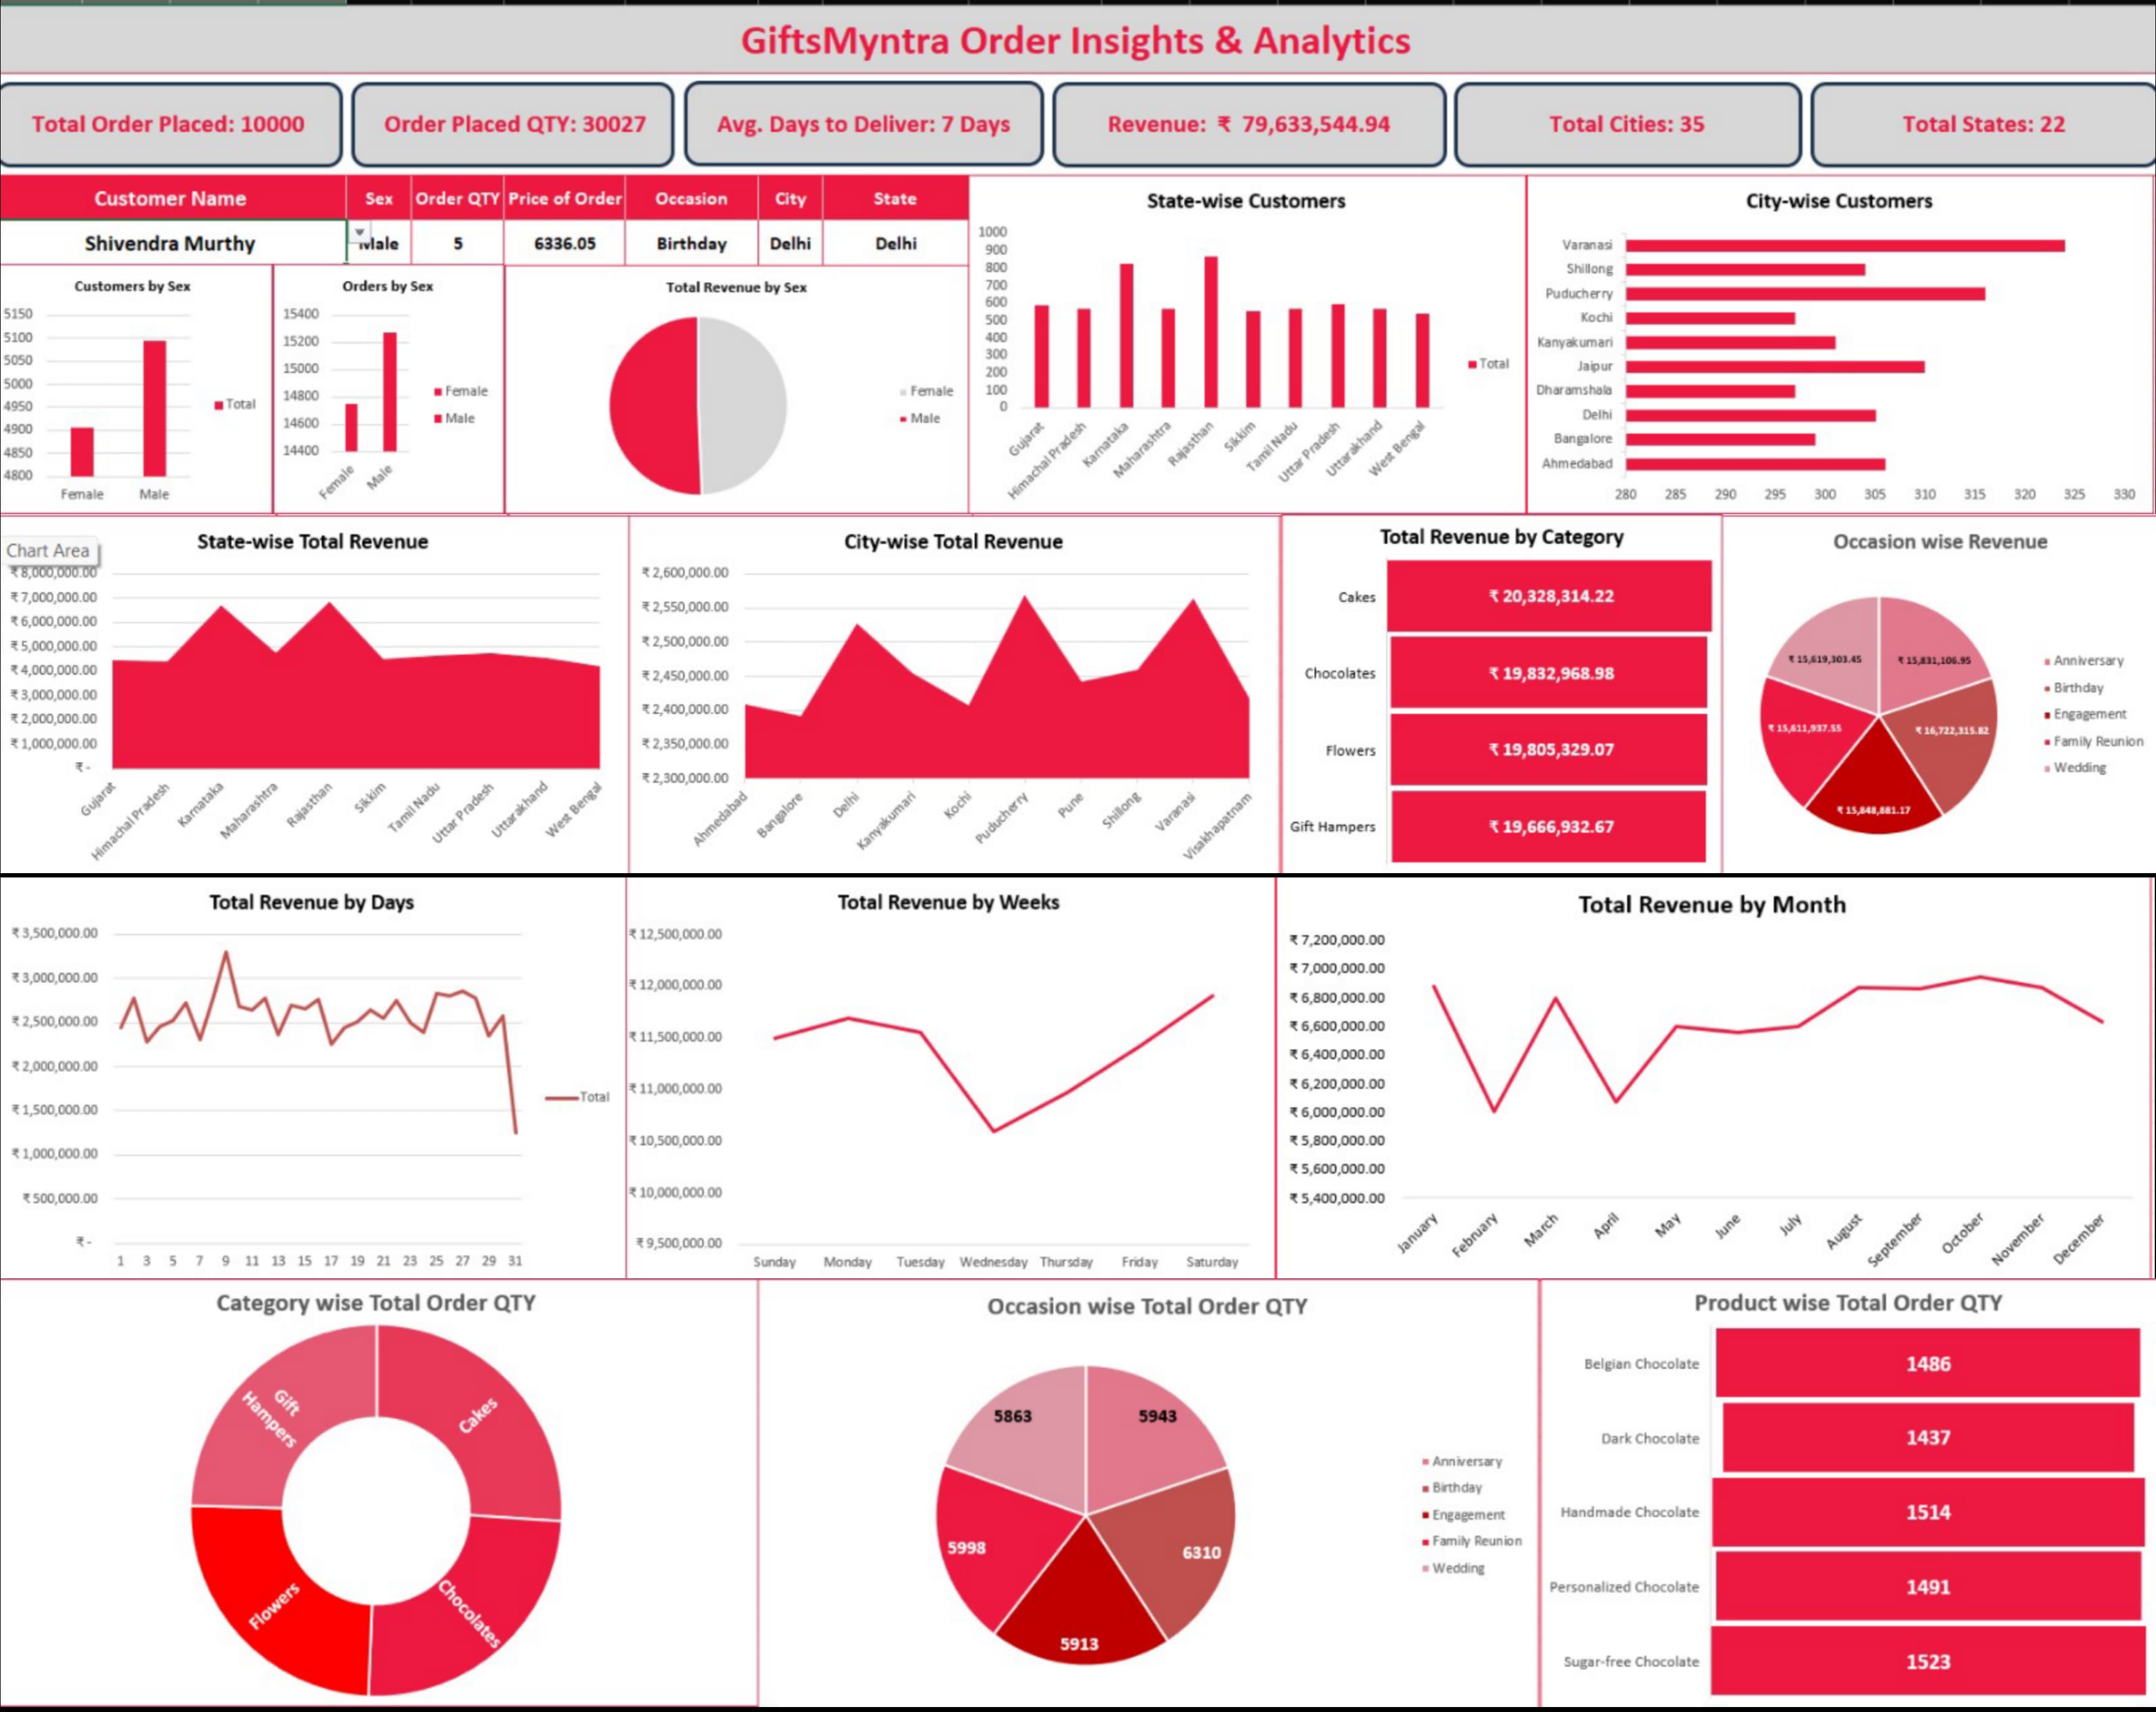 GiftsMyntra Order Insights & Analytics
Total Order Placed: 10000
Order Placed QTY: 30027
Avg. Days to Deliver: 7 Days
Revenue: ₹ 79,633,544.94
Total Cities: 35
Total States: 22
Customer Name Sex Order QTY Price of Order Occasion City State
Shivendra Murthy Male 5 6336.05 Birthday Delhi Delhi
Customers by Sex
5150
5100
5050
5000
4950
4900
4850
4800
Female Male
Total
Orders by Sex
15400
15200
15000
14800
14600
14400
Female Male
Female
Male
Total Revenue by Sex
Female
Male
State-wise Customers
1000
900
800
700
600
500
400
300
200
100
0
Gujarat
Himachal Pradesh
Karnataka
Maharashtra
Rajasthan
Sikkim
Tamil Nadu
Uttar Pradesh
Uttarakhand
West Bengal
Total
City-wise Customers
Varanasi
Shillong
Puducherry
Kochi
Kanyakumari
Jaipur
Dharamshala
Delhi
Bangalore
Ahmedabad
280 285 290 295 300 305 310 315 320 325 330
Chart Area
State-wise Total Revenue
₹8,000,000.00
₹7,000,000.00
₹6,000,000.00
₹5,000,000.00
₹4,000,000.00
₹3,000,000.00
₹2,000,000.00
₹1,000,000.00
₹-
Gujarat
Himachal Pradesh
Karnataka
Maharashtra
Rajasthan
Sikkim
Tamil Nadu
Uttar Pradesh
Uttarakhand
West Bengal
City-wise Total Revenue
₹2,600,000.00
₹2,550,000.00
₹2,500,000.00
₹2,450,000.00
₹2,400,000.00
₹2,350,000.00
₹2,300,000.00
Ahmedabad
Bangalore
Delhi
Kanyakumari
Kochi
Puducherry
Pune
Shillong
Varanasi
Visakhapatnam
Total Revenue by Category
Cakes ₹20,328,314.22
Chocolates ₹19,832,968.98
Flowers ₹19,805,329.07
Gift Hampers ₹19,666,932.67
Occasion wise Revenue
₹15,619,303.45
₹15,831,106.95
₹15,611,937.55
₹16,722,315.82
₹15,848,881.17
Anniversary
Birthday
Engagement
Family Reunion
Wedding
Total Revenue by Days
₹3,500,000.00
₹3,000,000.00
₹2,500,000.00
₹2,000,000.00
₹1,500,000.00
₹1,000,000.00
₹500,000.00
₹-
1 3 5 7 9 11 13 15 17 19 21 23 25 27 29 31
Total
Total Revenue by Weeks
₹12,500,000.00
₹12,000,000.00
₹11,500,000.00
₹11,000,000.00
₹10,500,000.00
₹10,000,000.00
₹9,500,000.00
Sunday Monday Tuesday Wednesday Thursday Friday Saturday
Total Revenue by Month
₹7,200,000.00
₹7,000,000.00
₹6,800,000.00
₹6,600,000.00
₹6,400,000.00
₹6,200,000.00
₹6,000,000.00
₹5,800,000.00
₹5,600,000.00
₹5,400,000.00
January
February
March
April
May
June
July
August
September
October
November
December
Category wise Total Order QTY
Gift
Hampers
Cakes
Flowers
Chocolates
Occasion wise Total Order QTY
5863
5943
5998
6310
5913
Anniversary
Birthday
Engagement
Family Reunion
Wedding
Product wise Total Order QTY
Belgian Chocolate 1486
Dark Chocolate 1437
Handmade Chocolate 1514
Personalized Chocolate 1491
Sugar-free Chocolate 1523